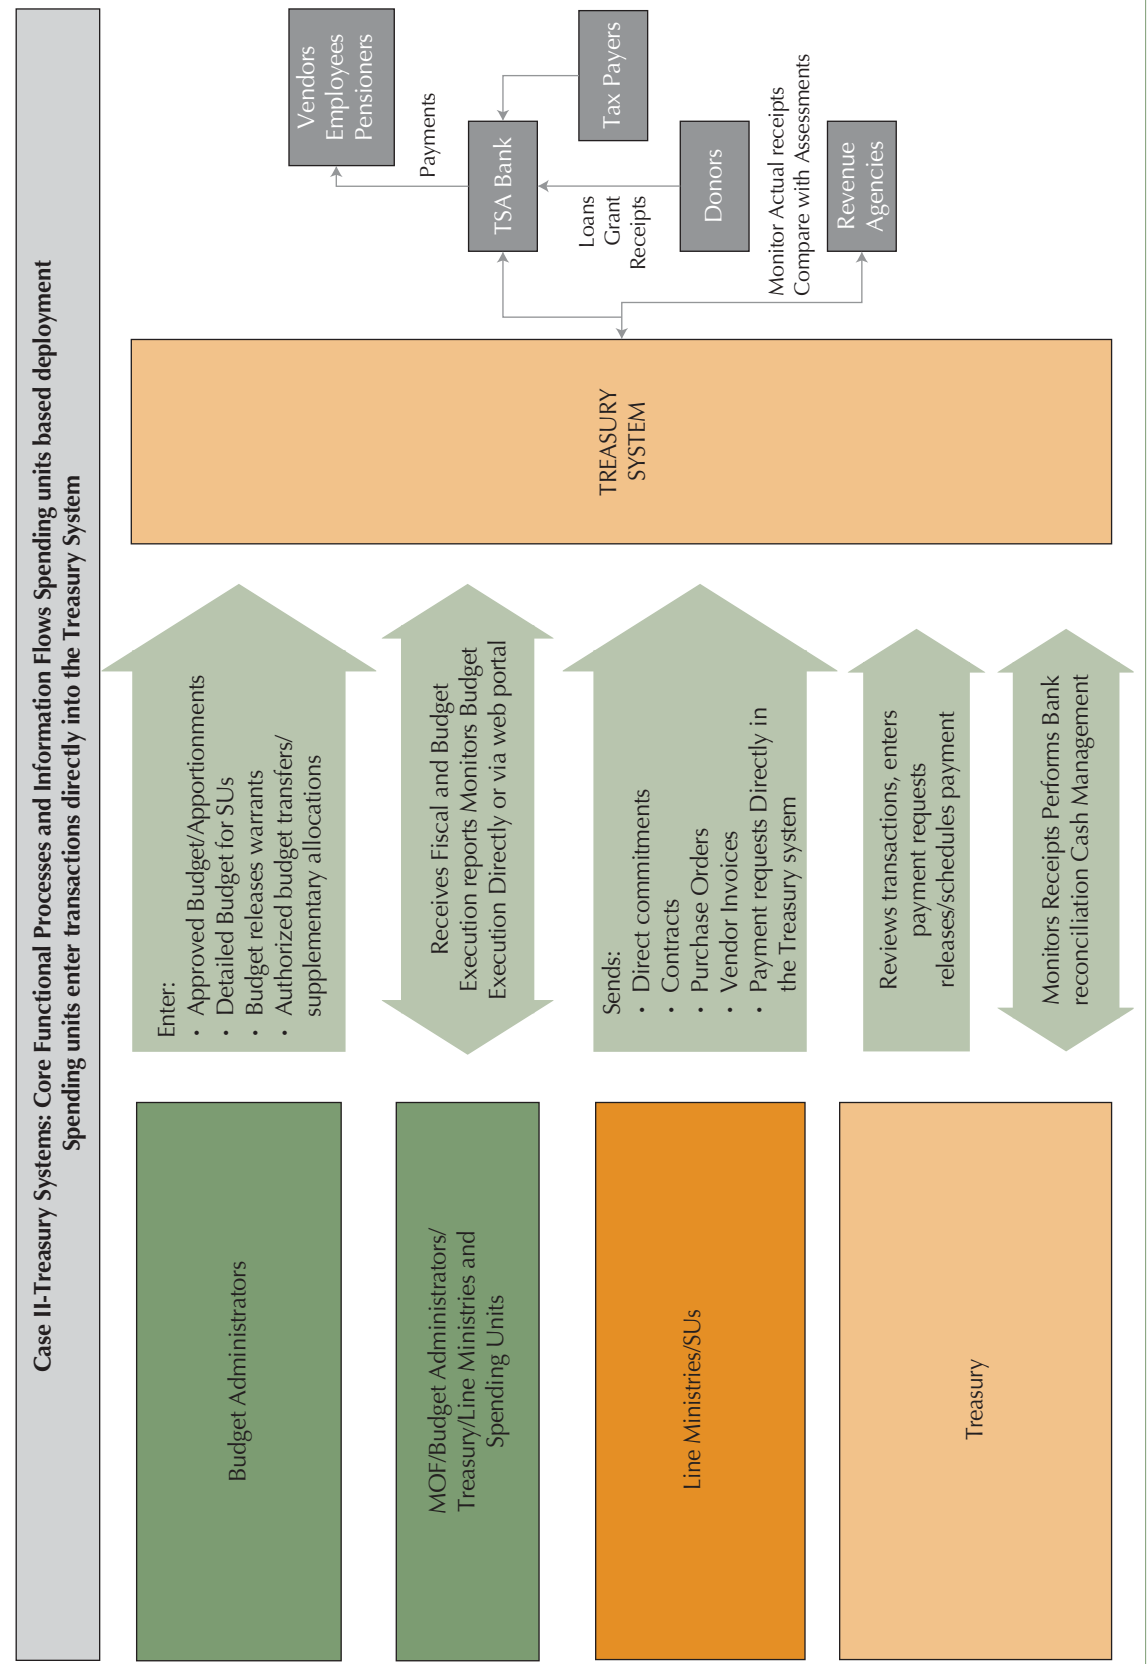 Case II-Treasury Systems: Core Functional Processes and Information Flows Spending units based deployment
Spending units enter transactions directly into the Treasury System
Budget Administrators
Enter:
• Approved Budget/Apportionments
• Detailed Budget for SUs
• Budget releases warrants
• Authorized budget transfers/
supplementary allocations
MOF/Budget Administrators/
Treasury/Line Ministries and
Spending Units
Receives Fiscal and Budget
Execution reports Monitors Budget
Execution Directly or via web portal
Line Ministries/SUs
Sends:
• Direct commitments
• Contracts
• Purchase Orders
• Vendor Invoices
• Payment requests Directly in
the Treasury system
Treasury
Reviews transactions, enters
payment requests
releases/schedules payment
Monitors Receipts Performs Bank
reconciliation Cash Management
TREASURY
SYSTEM
Vendors
Employees
Pensioners
Payments
TSA Bank
Tax Payers
Loans
Grant
Receipts
Donors
Monitor Actual receipts
Compare with Assessments
Revenue
Agencies